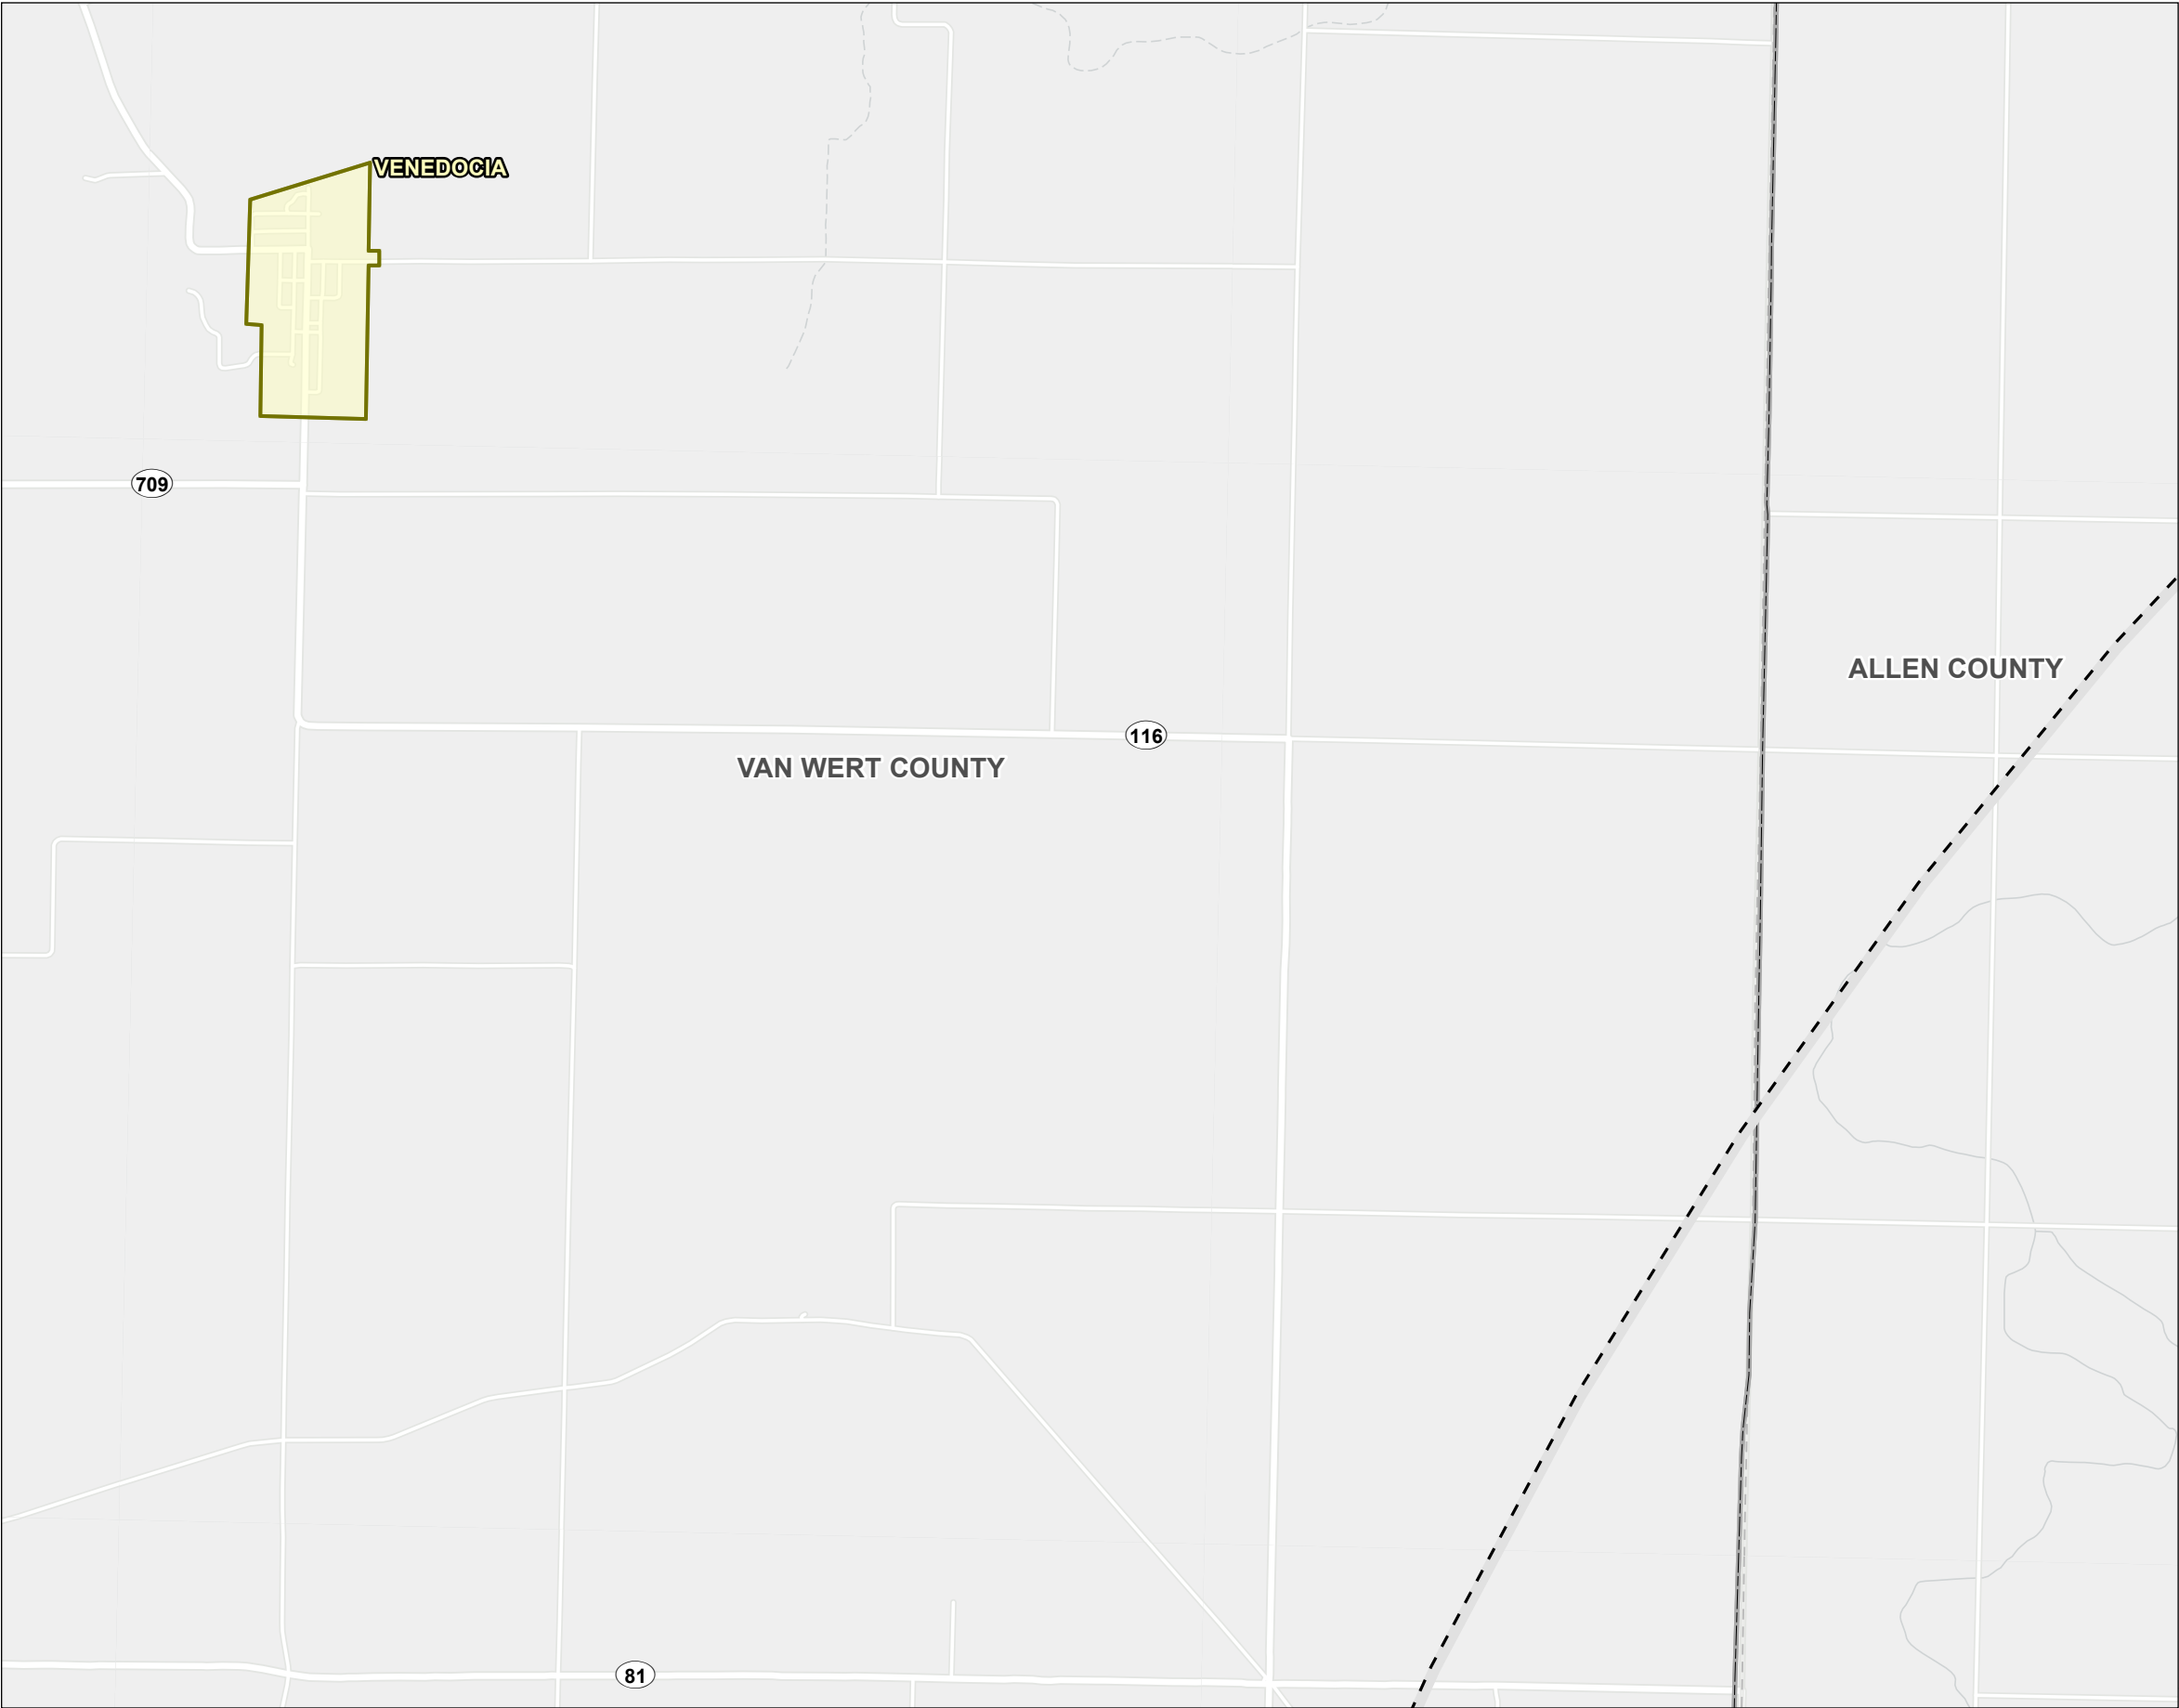 VENEDOCIA
709
ALLEN COUNTY
116
VAN WERT COUNTY
81